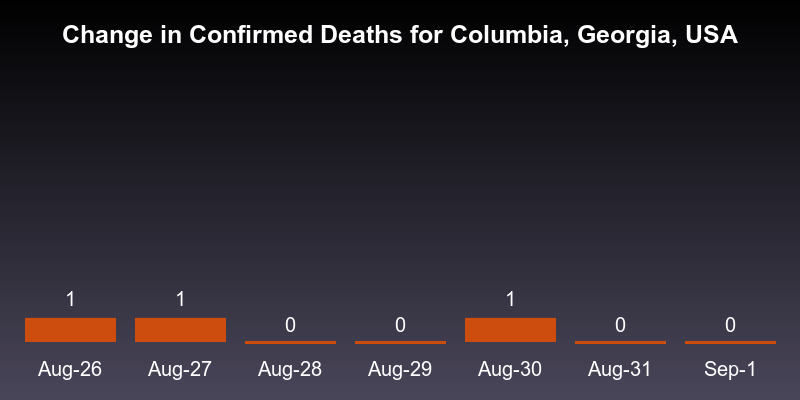 Change in Confirmed Deaths for Columbia, Georgia, USA
1 1 0 0 1 0 0
Aug-26 Aug-27 Aug-28 Aug-29 Aug-30 Aug-31 Sep-1